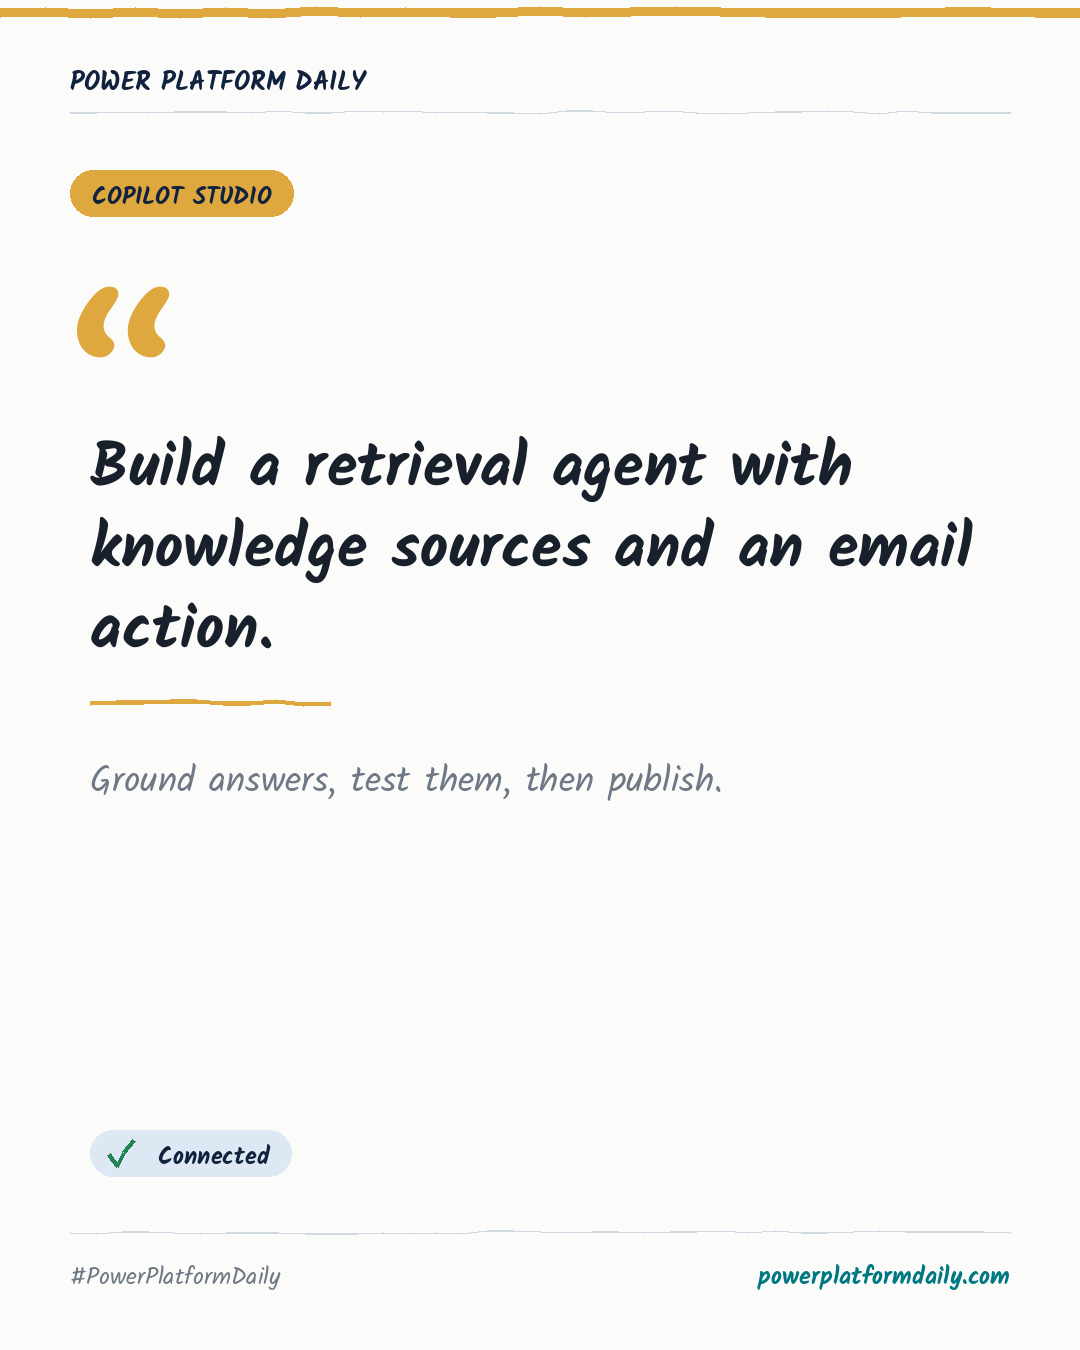 POWER PLATFORM DAILY
COPILOT STUDIO
“
Build a retrieval agent with
knowledge sources and an email
action.
Ground answers, test them, then publish.
✓ Connected
#PowerPlatformDaily
powerplatformdaily.com